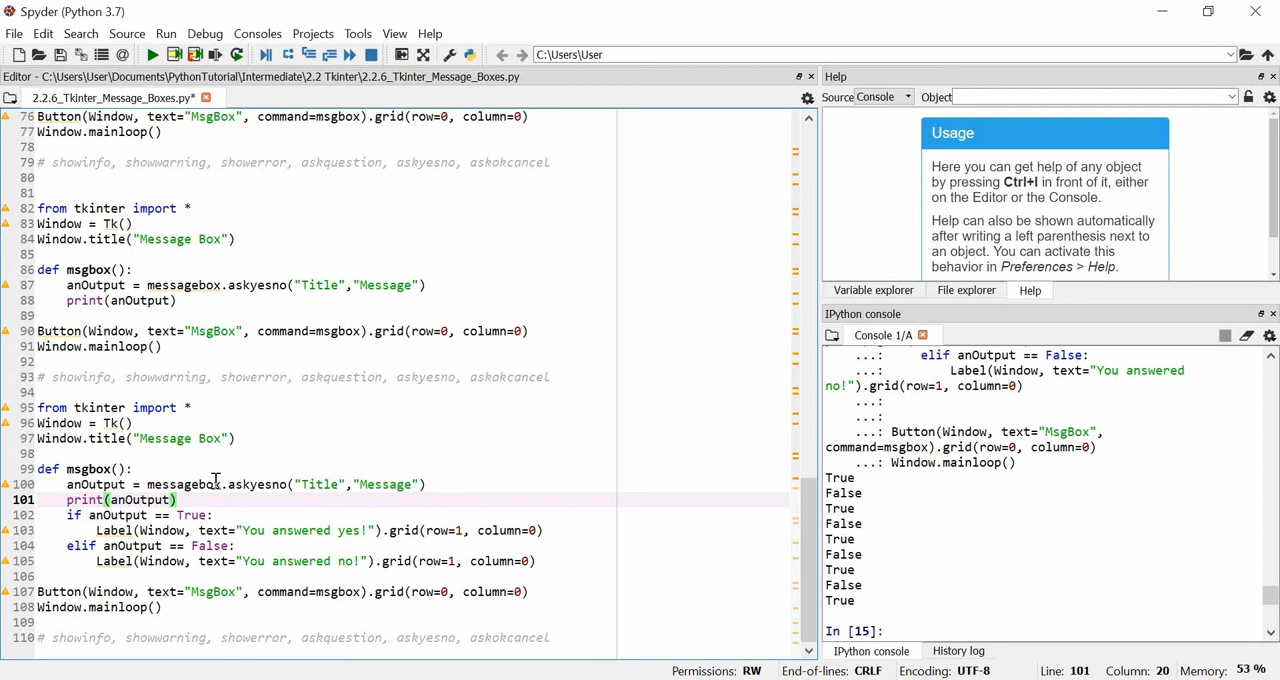 Spyder (Python 3.7)
File Edit Search Source Run Debug Consoles Projects Tools View Help
C:\Users\User
Editor - C:\Users\User\Documents\PythonTutorial\Intermediate\2.2 Tkinter\2.2.6_Tkinter_Message_Boxes.py
2.2.6_Tkinter_Message_Boxes.py*
76 Button(Window, text="MsgBox", command=msgbox).grid(row=0, column=0)
77 Window.mainloop()
78
79 # showinfo, showwarning, showerror, askquestion, askyesno, askokcancel
80
81
82 from tkinter import *
83 Window = Tk()
84 Window.title("Message Box")
85
86 def msgbox():
87     anOutput = messagebox.askyesno("Title","Message")
88     print(anOutput)
89
90 Button(Window, text="MsgBox", command=msgbox).grid(row=0, column=0)
91 Window.mainloop()
92
93 # showinfo, showwarning, showerror, askquestion, askyesno, askokcancel
94
95 from tkinter import *
96 Window = Tk()
97 Window.title("Message Box")
98
99 def msgbox():
100     anOutput = messagebox.askyesno("Title","Message")
101     print(anOutput)
102     if anOutput == True:
103         Label(Window, text="You answered yes!").grid(row=1, column=0)
104     elif anOutput == False:
105         Label(Window, text="You answered no!").grid(row=1, column=0)
106
107 Button(Window, text="MsgBox", command=msgbox).grid(row=0, column=0)
108 Window.mainloop()
109
110 # showinfo, showwarning, showerror, askquestion, askyesno, askokcancel
Help
Source Console Object
Usage
Here you can get help of any object
by pressing Ctrl+I in front of it, either
on the Editor or the Console.
Help can also be shown automatically
after writing a left parenthesis next to
an object. You can activate this
behavior in Preferences > Help.
Variable explorer File explorer Help
IPython console
Console 1/A
...:     elif anOutput == False:
...:         Label(Window, text="You answered
no!").grid(row=1, column=0)
...:
...:
...: Button(Window, text="MsgBox",
command=msgbox).grid(row=0, column=0)
...: Window.mainloop()
True
False
True
False
True
False
True
False
True
In [15]:
IPython console History log
Permissions: RW End-of-lines: CRLF Encoding: UTF-8 Line: 101 Column: 20 Memory: 53 %